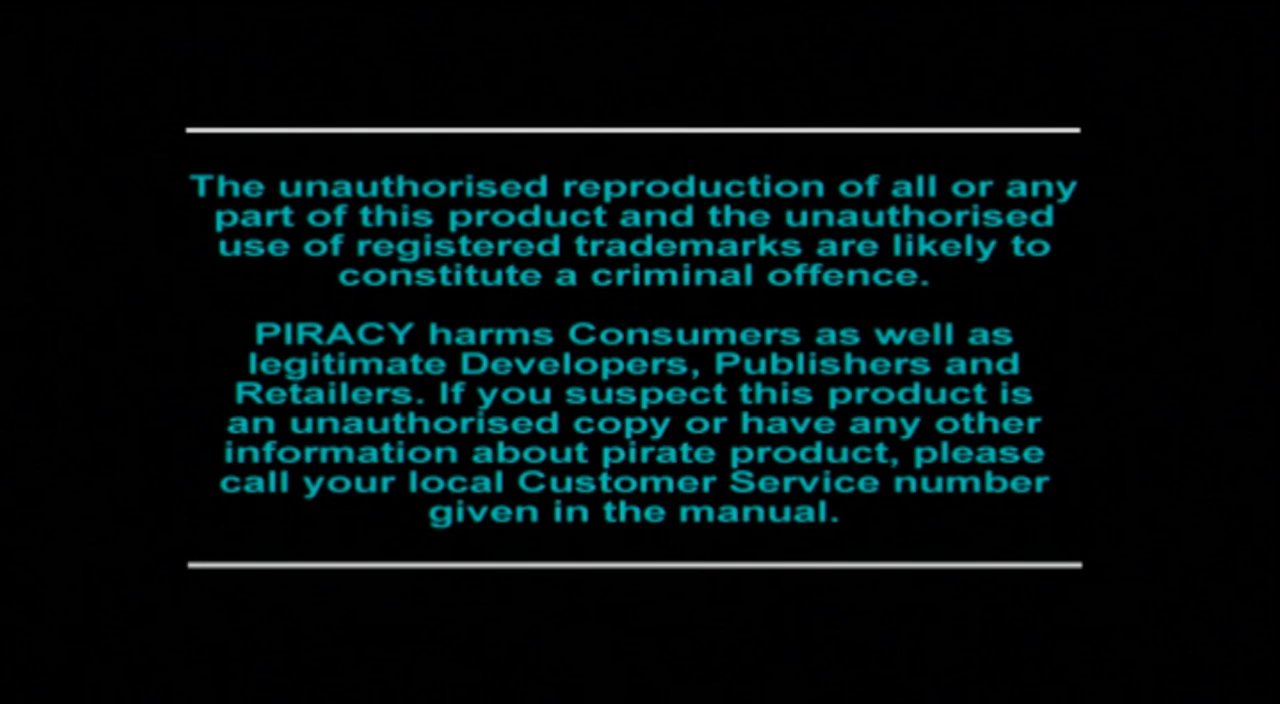 The unauthorised reproduction of all or any
part of this product and the unauthorised
use of registered trademarks are likely to
constitute a criminal offence.
PIRACY harms Consumers as well as
legitimate Developers, Publishers and
Retailers. If you suspect this product is
an unauthorised copy or have any other
information about pirate product, please
call your local Customer Service number
given in the manual.